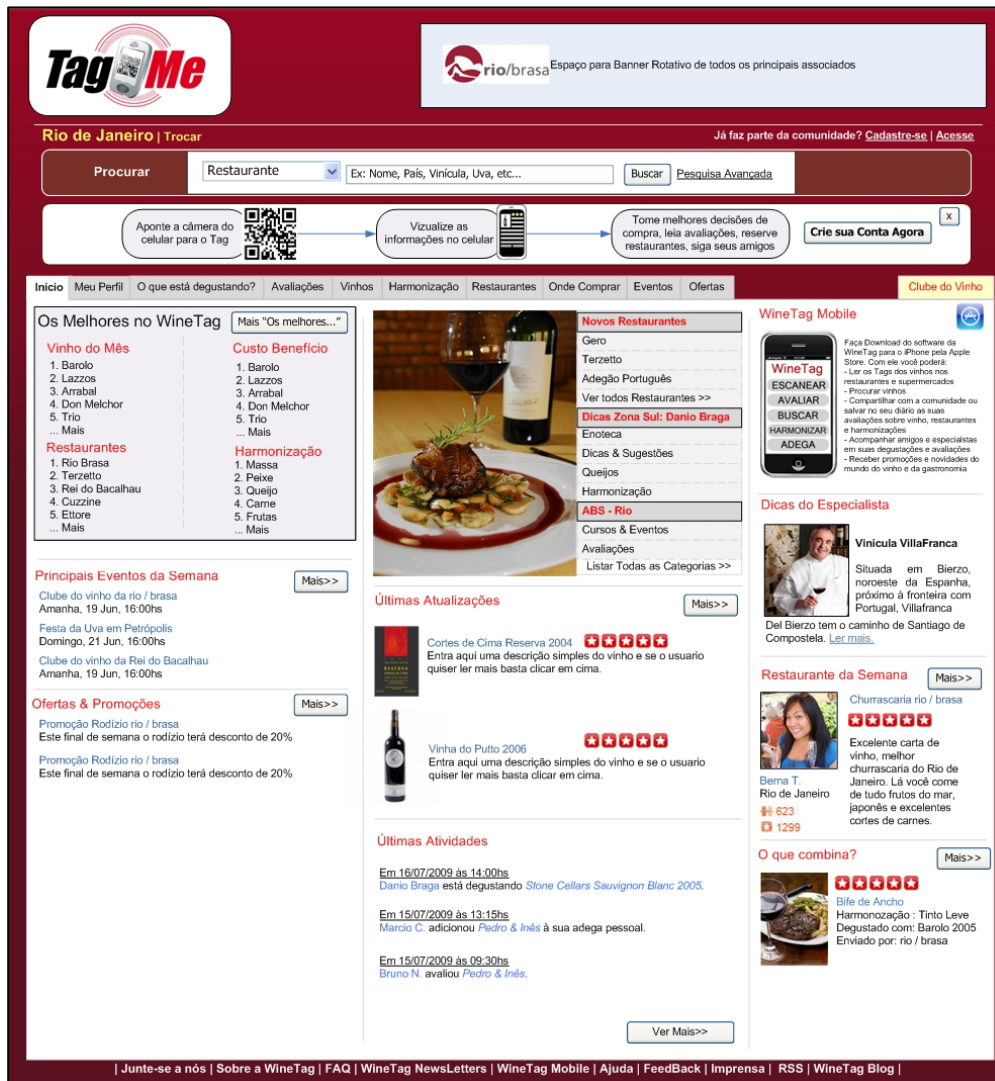 Tag Me
rio/brasa Espaço para Banner Rotativo de todos os principais associados
Rio de Janeiro | Trocar
Já faz parte da comunidade? Cadastre-se | Acesse
Procurar
Restaurante
Ex: Nome, País, Vinícula, Uva, etc...
Buscar
Pesquisa Avançada
Aponte a câmera do
celular para o Tag
Vizualize as
informações no celular
Tome melhores decisões de
compra, leia avaliações, reserve
restaurantes, siga seus amigos
Crie sua Conta Agora
x
Início Meu Perfil O que está degustando? Avaliações Vinhos Harmonização Restaurantes Onde Comprar Eventos Ofertas
Clube do Vinho
Os Melhores no WineTag
Mais "Os melhores..."
Vinho do Mês
1. Barolo
2. Lazzos
3. Arrabal
4. Don Melchor
5. Trio
... Mais
Custo Benefício
1. Barolo
2. Lazzos
3. Arrabal
4. Don Melchor
5. Trio
... Mais
Restaurantes
1. Rio Brasa
2. Terzetto
3. Rei do Bacalhau
4. Cuzzine
5. Ettore
... Mais
Harmonização
1. Massa
2. Peixe
3. Queijo
4. Carne
5. Frutas
... Mais
Principais Eventos da Semana
Mais>>
Clube do vinho da rio / brasa
Amanha, 19 Jun, 16:00hs
Festa da Uva em Petrópolis
Domingo, 21 Jun, 16:00hs
Clube do vinho da Rei do Bacalhau
Amanha, 19 Jun, 16:00hs
Ofertas & Promoções
Mais>>
Promoção Rodízio rio / brasa
Este final de semana o rodízio terá desconto de 20%
Promoção Rodízio rio / brasa
Este final de semana o rodízio terá desconto de 20%
Novos Restaurantes
Gero
Terzetto
Adegão Português
Ver todos Restaurantes >>
Dicas Zona Sul: Danio Braga
Enoteca
Dicas & Sugestões
Queijos
Harmonização
ABS - Rio
Cursos & Eventos
Avaliações
Listar Todas as Categorias >>
Últimas Atualizações
Mais>>
RESERVA
Cortes de Cima Reserva 2004
Entra aqui uma descrição simples do vinho e se o usuario
quiser ler mais basta clicar em cima.
Vinha do Putto 2006
Entra aqui uma descrição simples do vinho e se o usuario
quiser ler mais basta clicar em cima.
Últimas Atividades
Em 16/07/2009 às 14:00hs
Danio Braga está degustando Stone Cellars Sauvignon Blanc 2005.
Em 15/07/2009 às 13:15hs
Marcio C. adicionou Pedro & Inês à sua adega pessoal.
Em 15/07/2009 às 09:30hs
Bruno N. avaliou Pedro & Inês.
Ver Mais>>
WineTag Mobile
WineTag
ESCANEAR
AVALIAR
BUSCAR
HARMONIZAR
ADEGA
Faça Download do software da
WineTag para o iPhone pela Apple
Store. Com ele você poderá:
- Ler os Tags dos vinhos nos
restaurantes e supermercados
- Procurar vinhos
- Compartilhar com a comunidade ou
salvar no seu diário as suas
avaliações sobre vinho, restaurantes
e harmonizações
- Acompanhar amigos e especialstas
em suas degustações e avaliações
- Receber promoções e novidades do
mundo do vinho e da gastronomia
Dicas do Especialista
Vinicula VillaFranca
Situada em Bierzo,
noroeste da Espanha,
próximo à fronteira com
Portugal, Villafranca
Del Bierzo tem o caminho de Santiago de
Compostela. Ler mais.
Restaurante da Semana
Mais>>
Churrascaria rio / brasa
Excelente carta de
vinho, melhor
churrascaria do Rio de
Janeiro. Lá você come
de tudo frutos do mar,
japonês e excelentes
cortes de carnes.
Berna T.
Rio de Janeiro
623
1299
O que combina?
Mais>>
Bife de Ancho
Harmonozação : Tinto Leve
Degustado com: Barolo 2005
Enviado por: rio / brasa
| Junte-se a nós | Sobre a WineTag | FAQ | WineTag NewsLetters | WineTag Mobile | Ajuda | FeedBack | Imprensa | RSS | WineTag Blog |